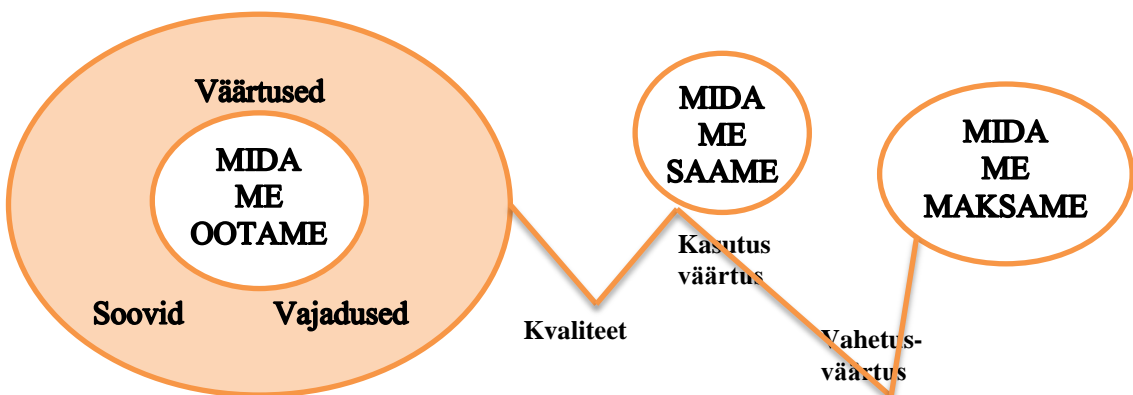 Väärtused
MIDA
ME
OOTAME
Soovid
Vajadused
Kvaliteet
MIDA
ME
SAAME
Kasutus
väärtus
Vahetus-
väärtus
MIDA
ME
MAKSAME